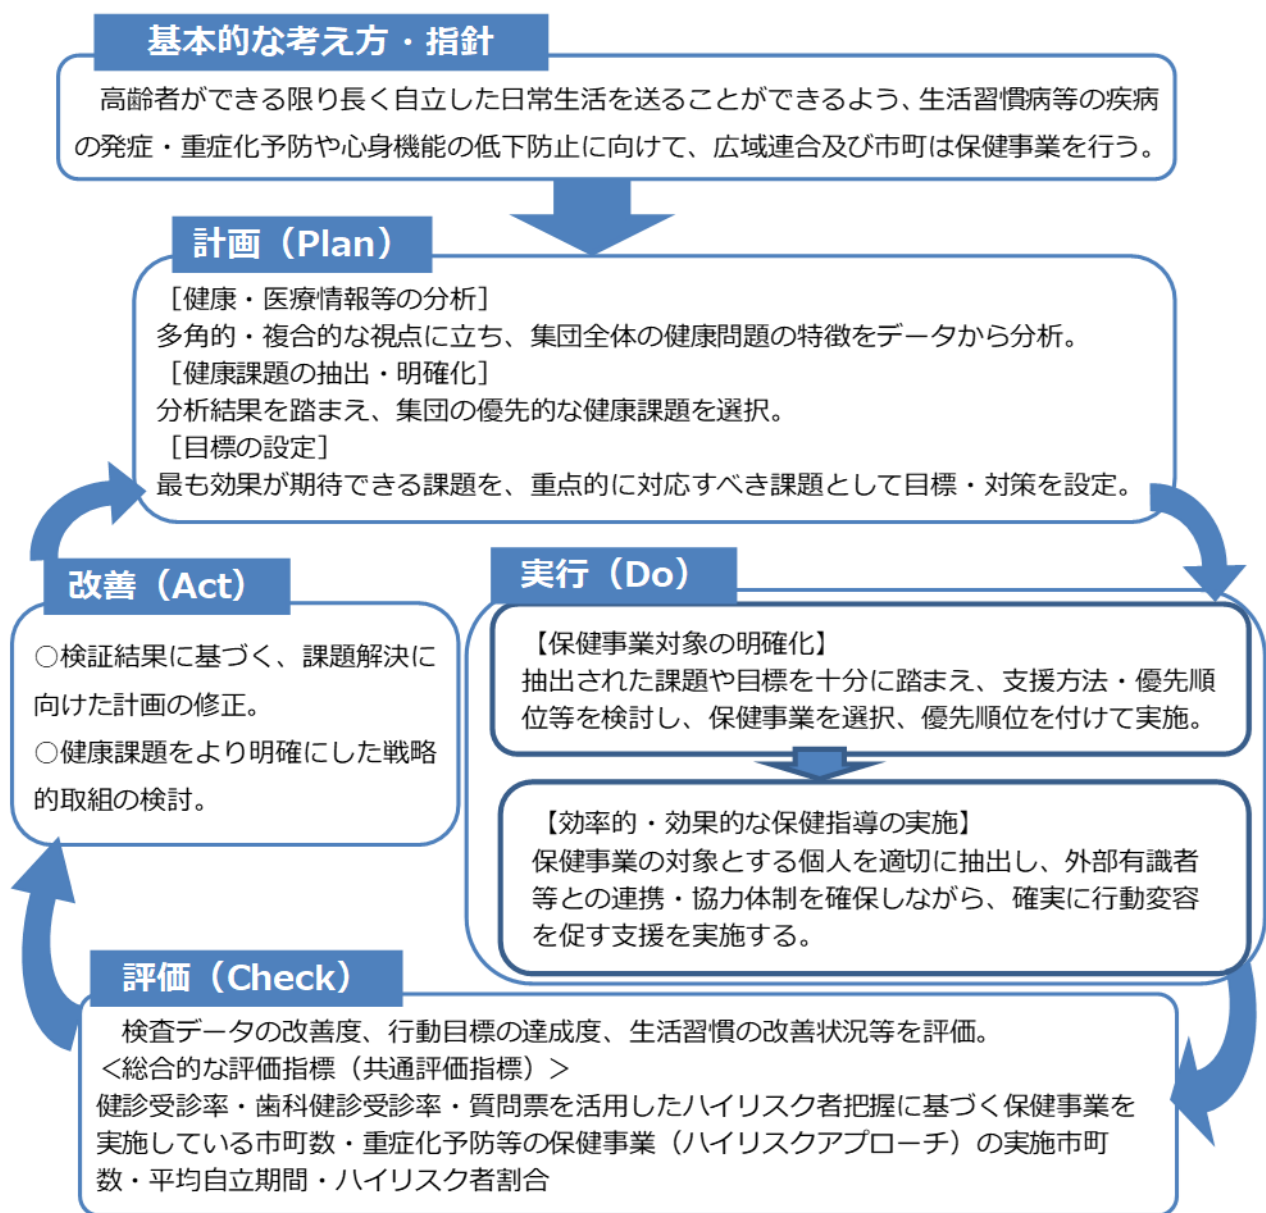 基本的な考え方・指針
高齢者ができる限り長く自立した日常生活を送ることができるよう、生活習慣病等の疾病
の発症・重症化予防や心身機能の低下防止に向けて、広域連合及び市町は保健事業を行う。
計画（Plan）
［健康・医療情報等の分析］
多角的・複合的な視点に立ち、集団全体の健康問題の特徴をデータから分析。
［健康課題の抽出・明確化］
分析結果を踏まえ、集団の優先的な健康課題を選択。
［目標の設定］
最も効果が期待できる課題を、重点的に対応すべき課題として目標・対策を設定。
実行（Do）
【保健事業対象の明確化】
抽出された課題や目標を十分に踏まえ、支援方法・優先順
位等を検討し、保健事業を選択、優先順位を付けて実施。
【効率的・効果的な保健指導の実施】
保健事業の対象とする個人を適切に抽出し、外部有識者
等との連携・協力体制を確保しながら、確実に行動変容
を促す支援を実施する。
評価（Check）
検査データの改善度、行動目標の達成度、生活習慣の改善状況等を評価。
＜総合的な評価指標（共通評価指標）＞
健診受診率・歯科健診受診率・質問票を活用したハイリスク者把握に基づく保健事業を
実施している市町数・重症化予防等の保健事業（ハイリスクアプローチ）の実施市町
数・平均自立期間・ハイリスク者割合
改善（Act）
○検証結果に基づく、課題解決に
向けた計画の修正。
○健康課題をより明確にした戦略
的取組の検討。